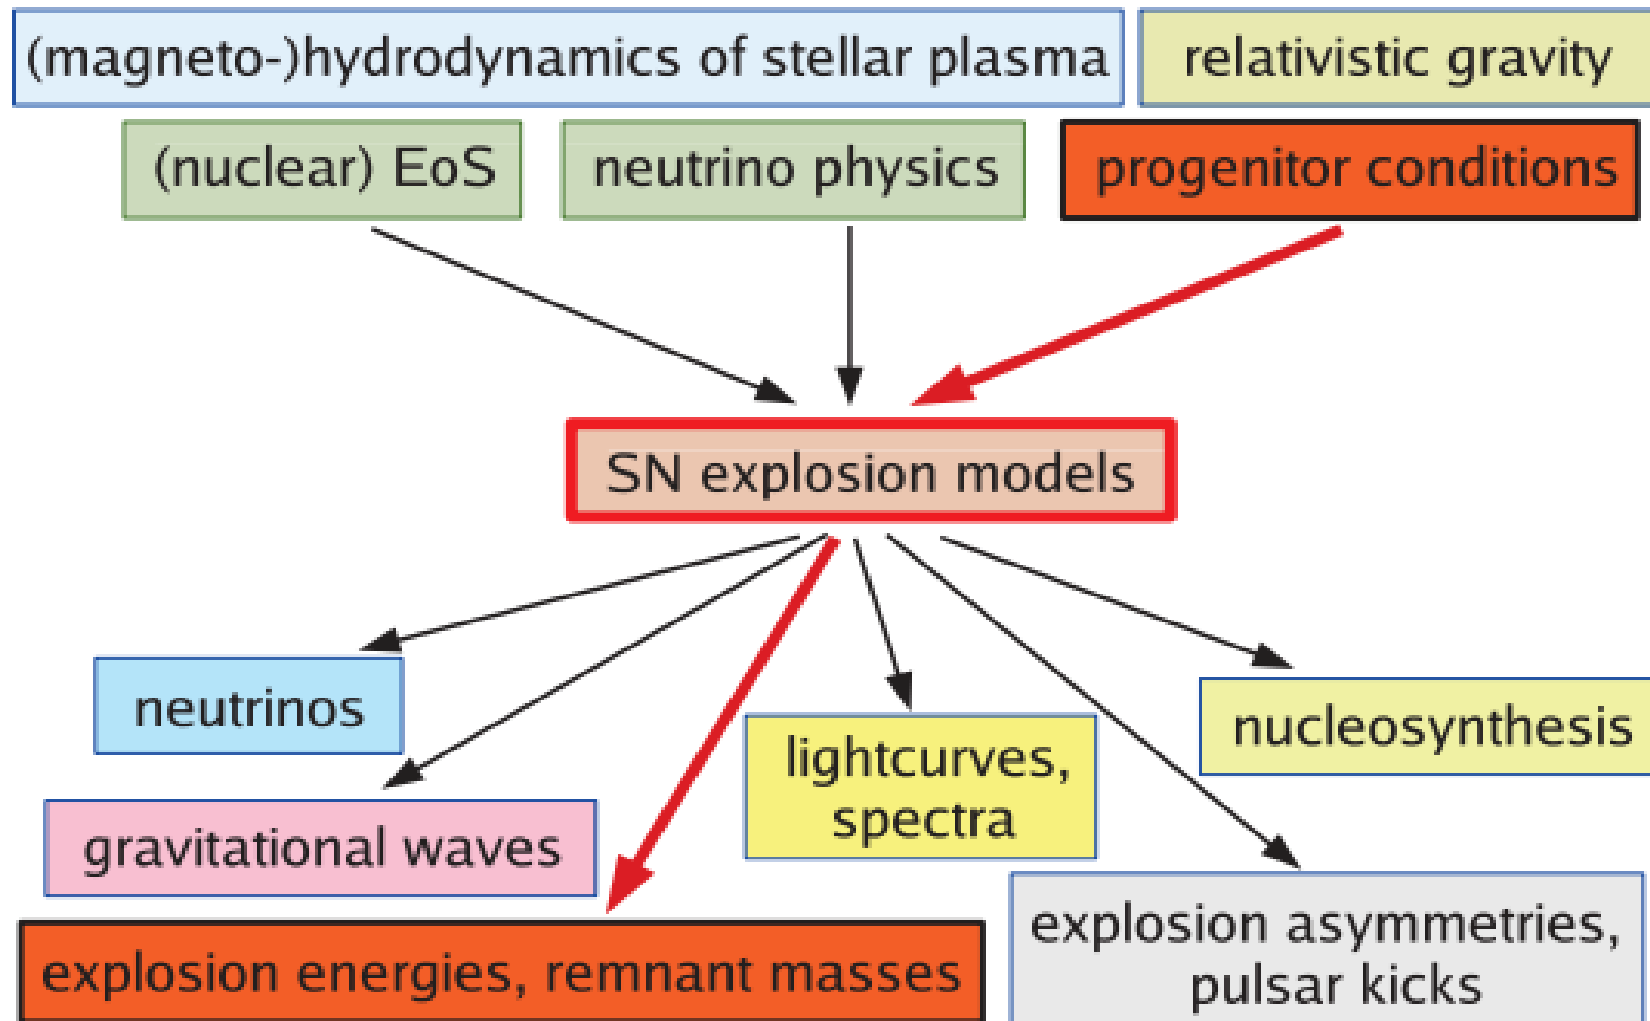 (magneto-)hydrodynamics of stellar plasma
relativistic gravity
(nuclear) EoS
neutrino physics
progenitor conditions
SN explosion models
neutrinos
nucleosynthesis
lightcurves,
spectra
gravitational waves
explosion asymmetries,
pulsar kicks
explosion energies, remnant masses